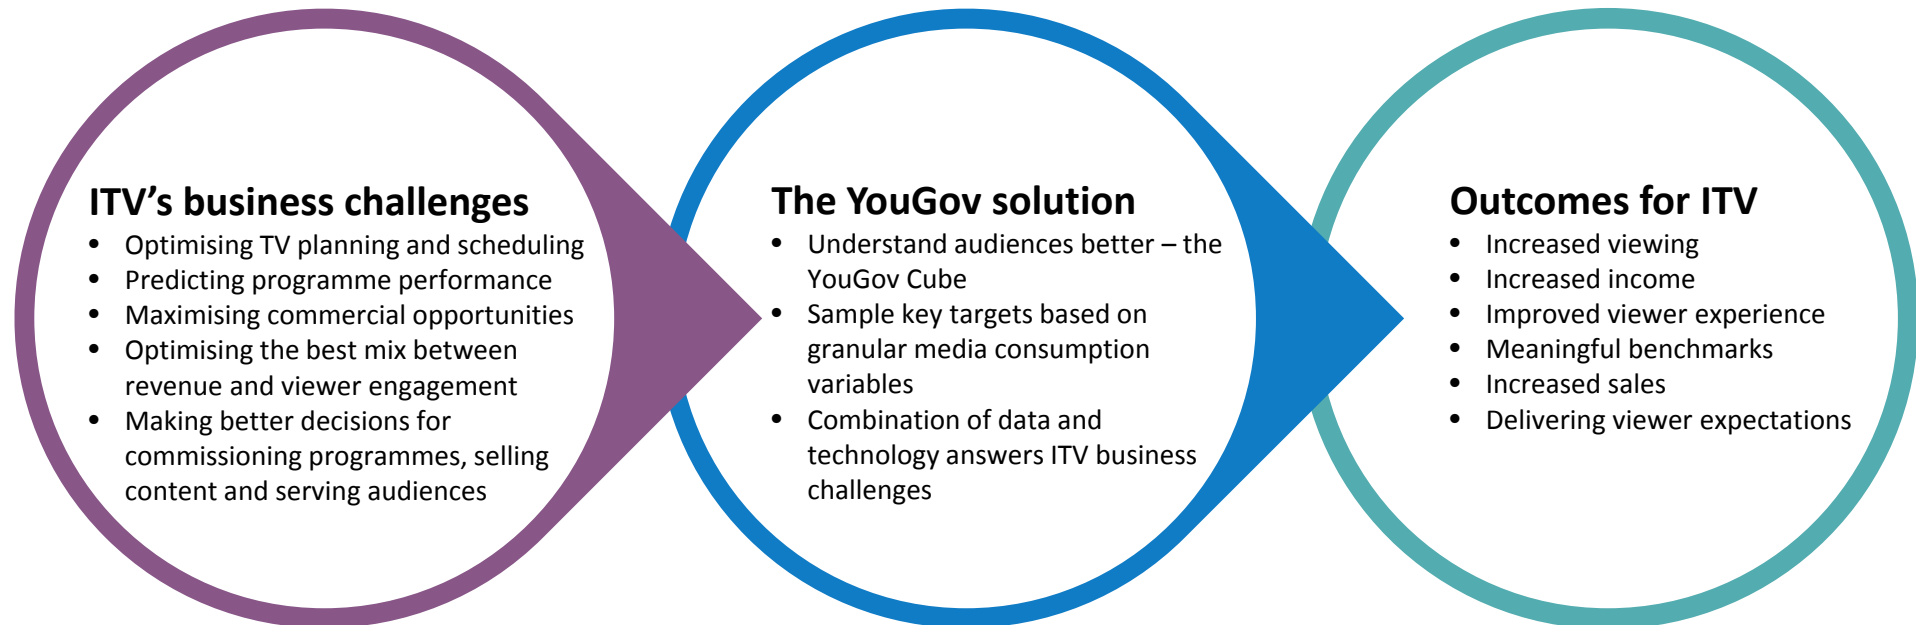 ITV’s business challenges
• Optimising TV planning and scheduling
• Predicting programme performance
• Maximising commercial opportunities
• Optimising the best mix between
revenue and viewer engagement
• Making better decisions for
commissioning programmes, selling
content and serving audiences
The YouGov solution
• Understand audiences better – the
YouGov Cube
• Sample key targets based on
granular media consumption
variables
• Combination of data and
technology answers ITV business
challenges
Outcomes for ITV
• Increased viewing
• Increased income
• Improved viewer experience
• Meaningful benchmarks
• Increased sales
• Delivering viewer expectations